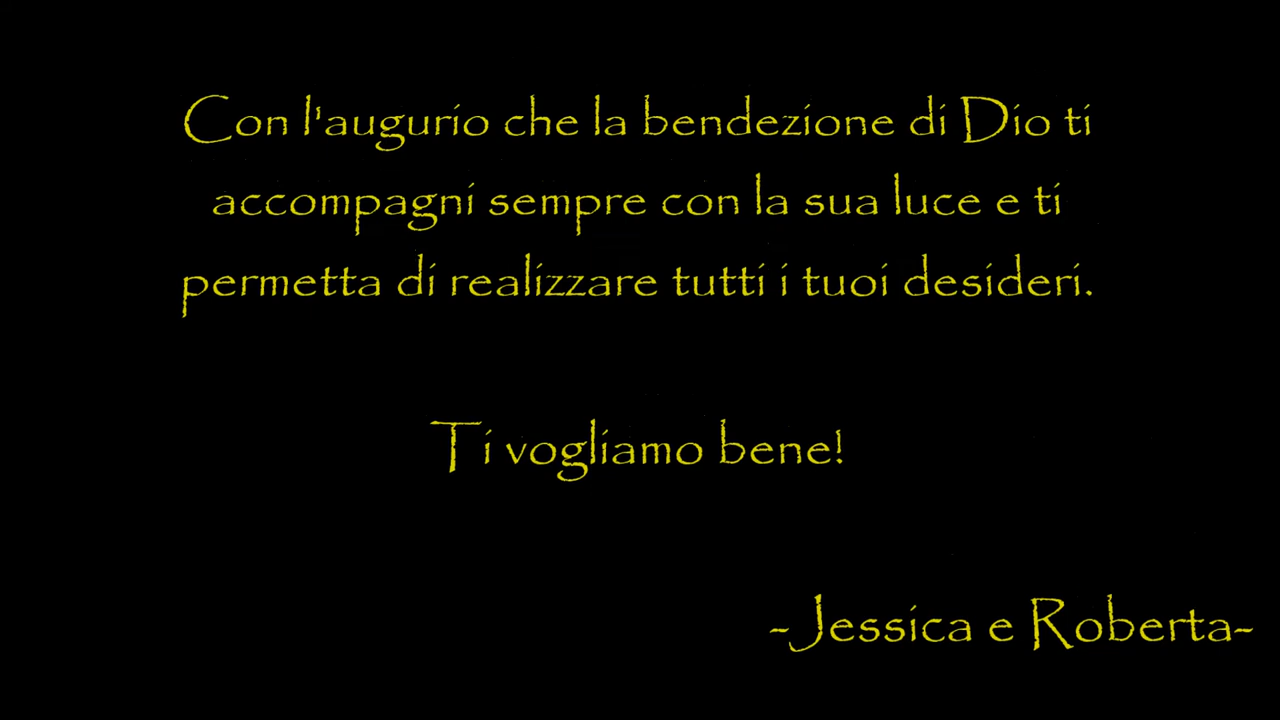 Con l'augurio che la bendezione di Dio ti
accompagni sempre con la sua luce e ti
permetta di realizzare tutti i tuoi desideri.
Ti vogliamo bene!
-Jessica e Roberta-